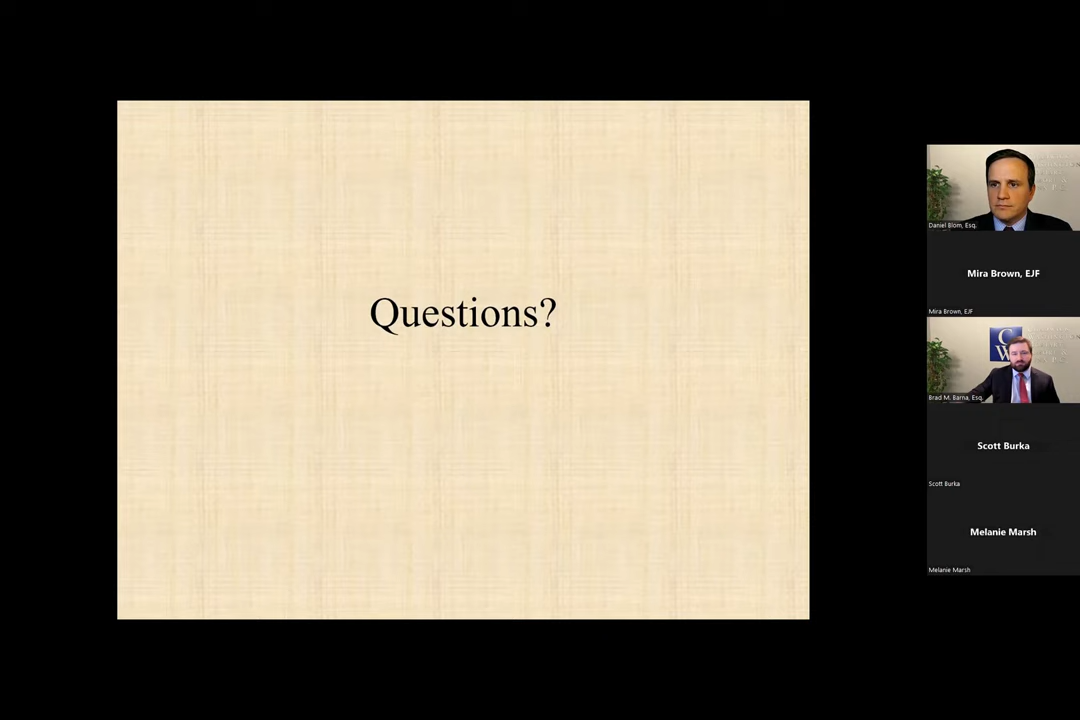 Questions?
Daniel Blom, Esq.
Mira Brown, EJF
Mira Brown, EJF
C
W
Brad M. Barna, Esq.
Scott Burka
Scott Burka
Melanie Marsh
Melanie Marsh